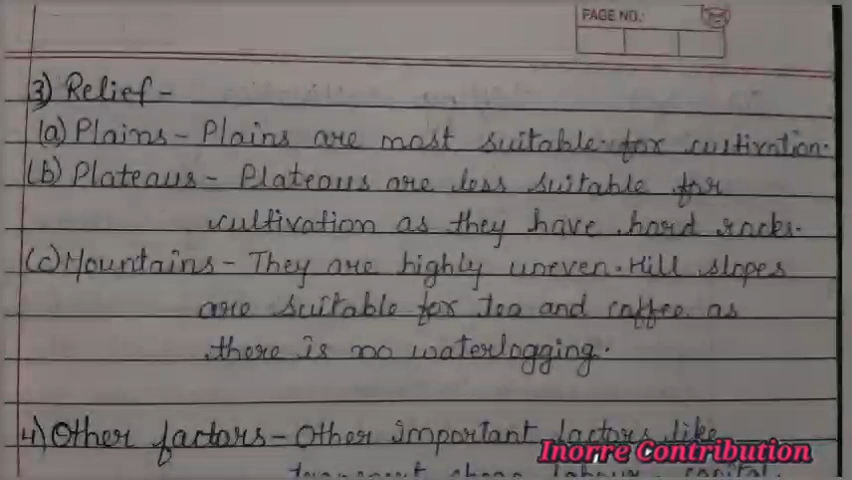 PAGE NO.:
3) Relief -
(a) Plains - Plains are most suitable for cultivation.
(b) Plateaus - Plateaus are less suitable for
cultivation as they have hard rocks.
(c) Mountains - They are highly uneven. Hill slopes
are suitable for tea and coffee as
there is no waterlogging.
4) Other factors - Other important factors like
Inorre Contribution